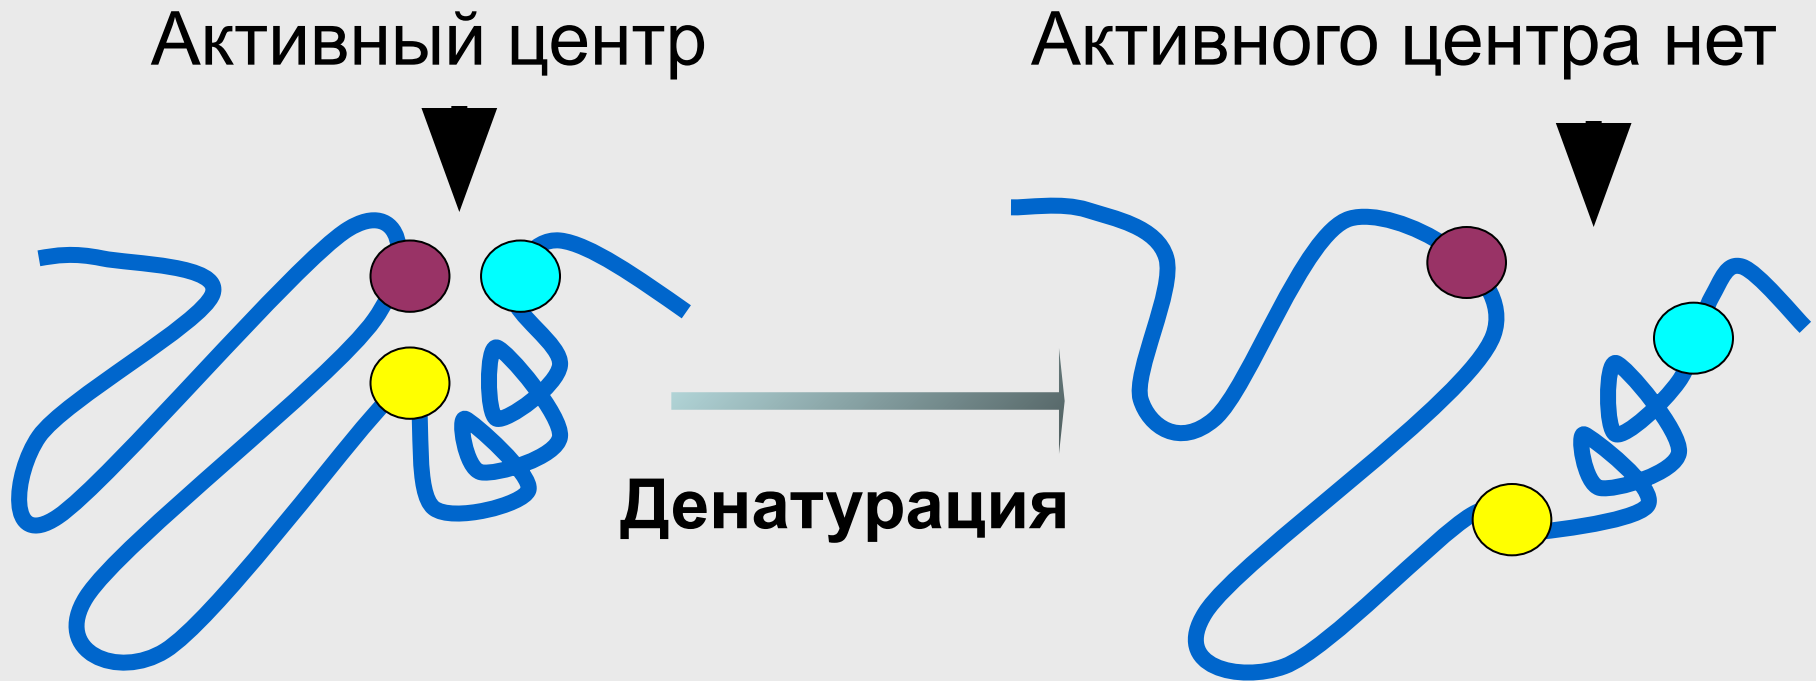 Активный центр
Активного центра нет
Денатурация